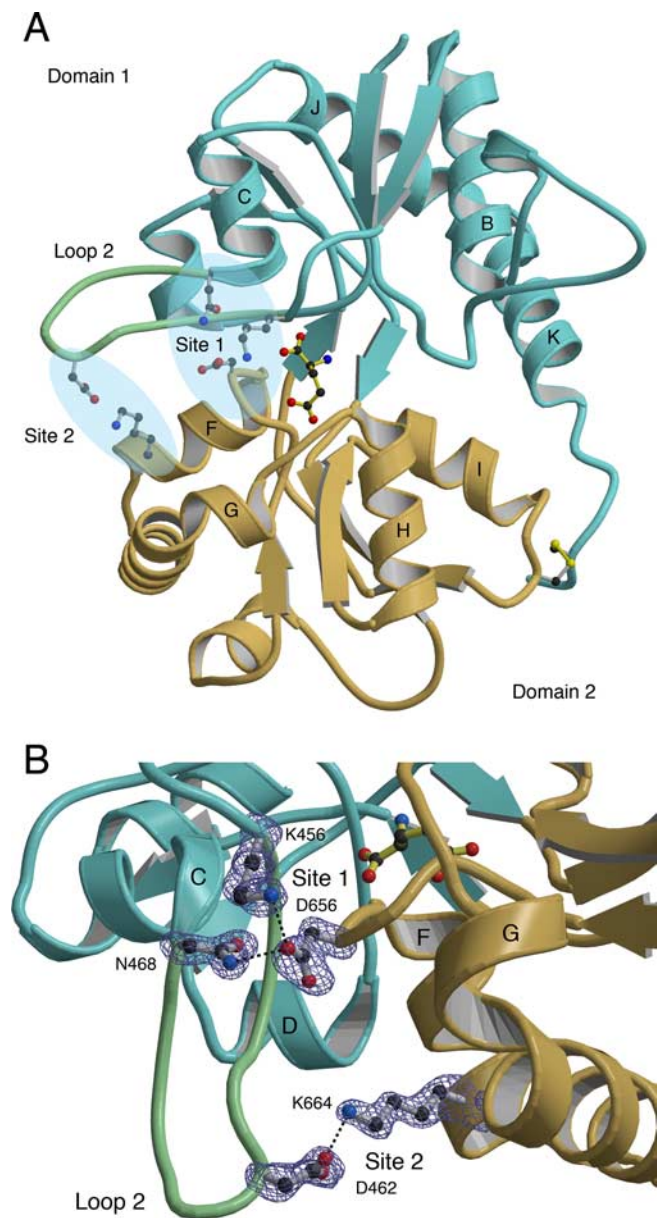 A
Domain 1
J
C
B
Loop 2
K
Site 1
Site 2
F
I
G
H
Domain 2
B
K456
C
Site 1
D656
F
G
N468
D
K664
Site 2
D462
Loop 2